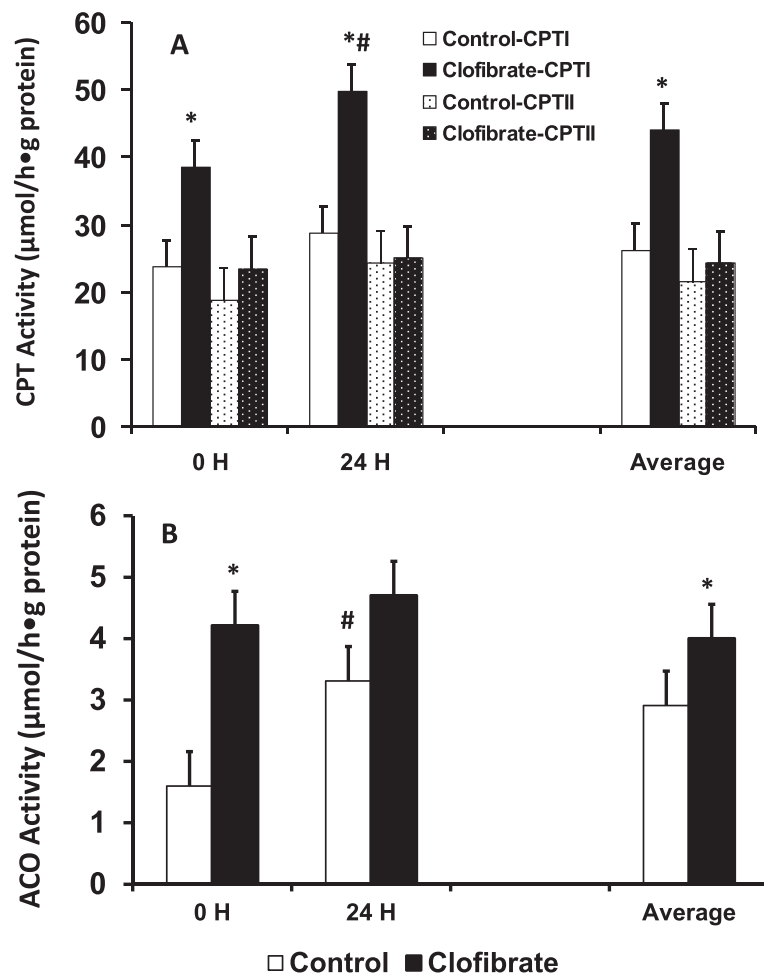 CPT Activity (µmol/h•g protein)
60
50
40
30
20
10
0
A
*
*#
*
Control-CPTI
Clofibrate-CPTI
Control-CPTII
Clofibrate-CPTII
0 H
24 H
Average
ACO Activity (µmol/h•g protein)
6
5
4
3
2
1
0
B
*
#
*
0 H
24 H
Average
Control
Clofibrate